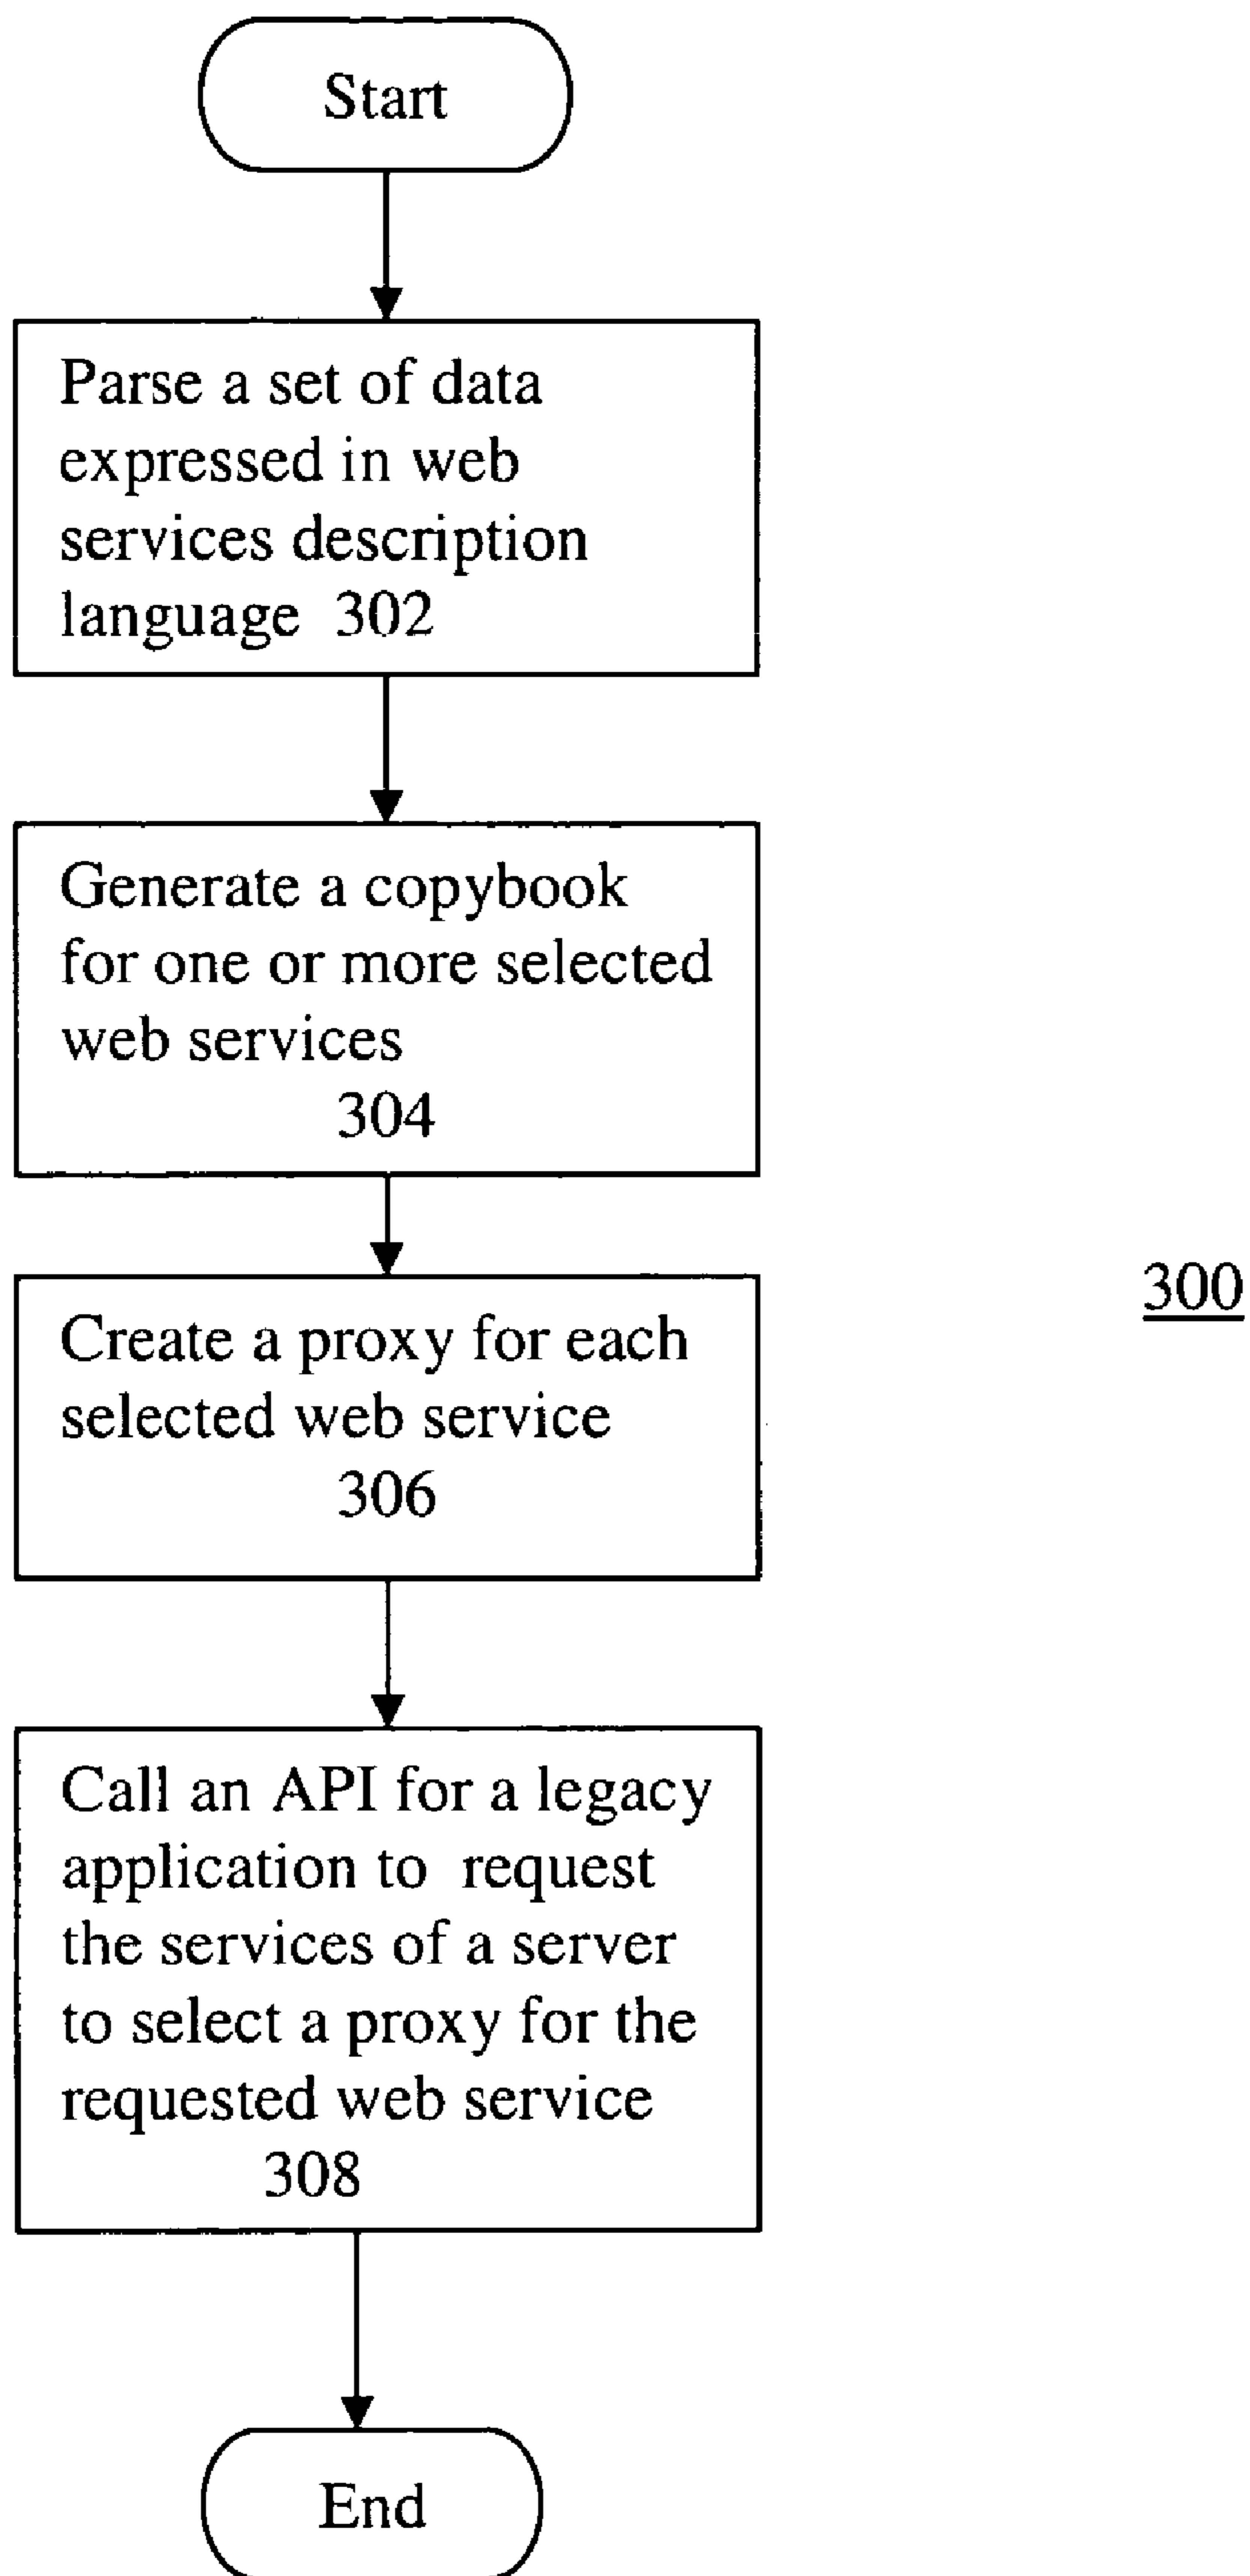 Start
Parse a set of data
expressed in web
services description
language 302
Generate a copybook
for one or more selected
web services
304
Create a proxy for each
selected web service
306
300
Call an API for a legacy
application to request
the services of a server
to select a proxy for the
requested web service
308
End